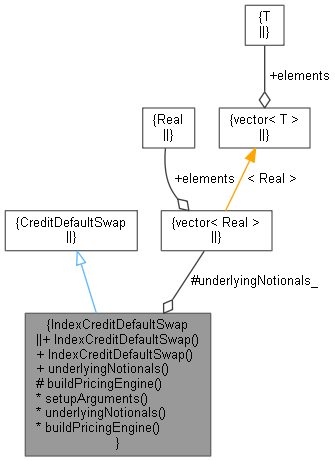 {T
||}
+elements
{Real
||}
{vector< T >
||}
+elements
< Real >
{CreditDefaultSwap
||}
{vector< Real >
||}
#underlyingNotionals_
{IndexCreditDefaultSwap
||+ IndexCreditDefaultSwap()
+ IndexCreditDefaultSwap()
+ underlyingNotionals()
# buildPricingEngine()
* setupArguments()
* underlyingNotionals()
* buildPricingEngine()
}